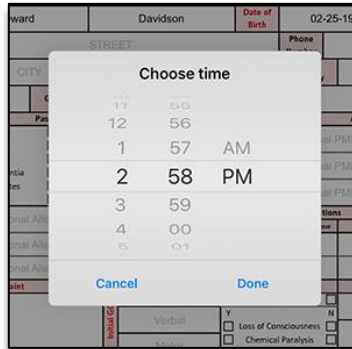 ward Davidson Date of Birth 02-25-19
STREET Phone Number
CITY
Choose time
11 55
12 56
1 57 AM
2 58 PM
3 59
4 00
5 01
Cancel Done
Verbal
Y N
Loss of Consciousness
Chemical Paralysis